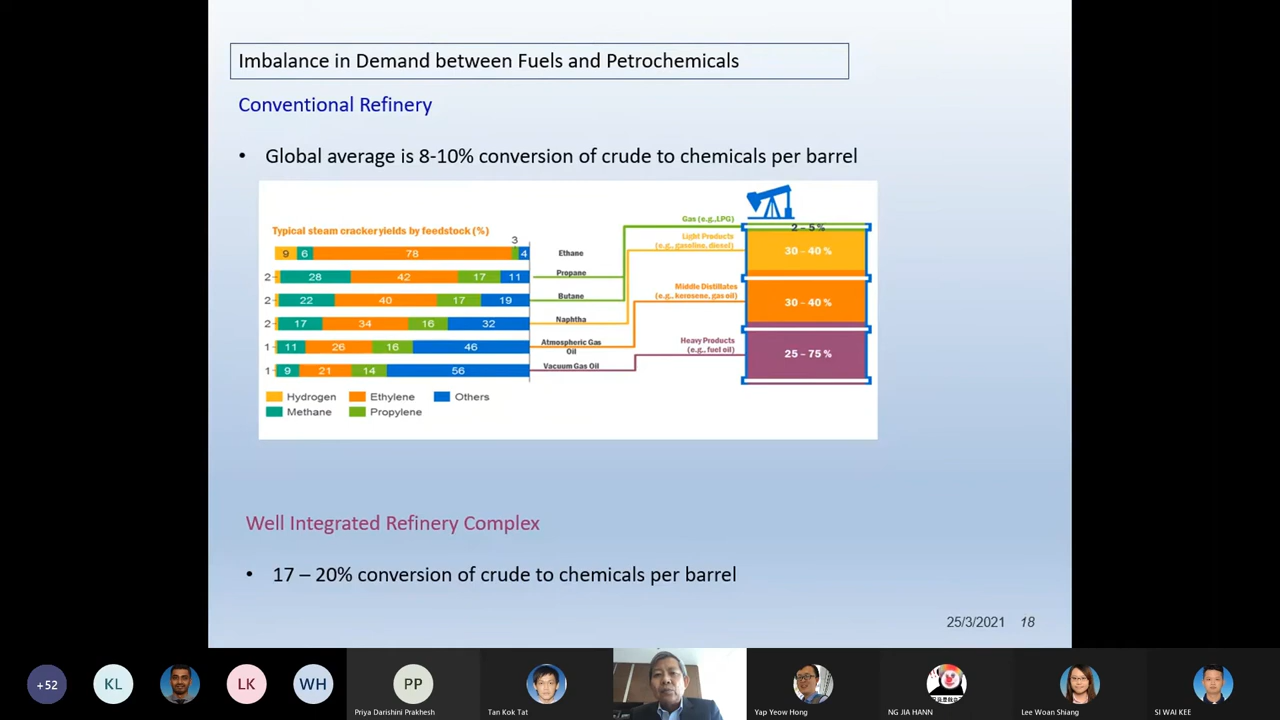 Imbalance in Demand between Fuels and Petrochemicals
Conventional Refinery
• Global average is 8-10% conversion of crude to chemicals per barrel
Typical steam cracker yields by feedstock (%)
3
9 6 78 4 Ethane
2 28 42 17 11 Propane
2 22 40 17 19 Butane
2 17 34 16 32 Naphtha
1 11 26 16 46 Atmospheric Gas Oil
1 9 21 14 56 Vacuum Gas Oil
Hydrogen Ethylene Others
Methane Propylene
Gas (e.g., LPG)
2 – 5 %
Light Products
(e.g., gasoline, diesel)
30 – 40 %
Middle Distillates
(e.g., kerosene, gas oil)
30 – 40 %
Heavy Products
(e.g., fuel oil)
25 – 75 %
Well Integrated Refinery Complex
• 17 – 20% conversion of crude to chemicals per barrel
25/3/2021 18
+52 KL LK WH PP
Priya Darishini Prakhesh Tan Kok Tat Yap Yeow Hong NG JIA HANN Lee Woan Shiang SI WAI KEE